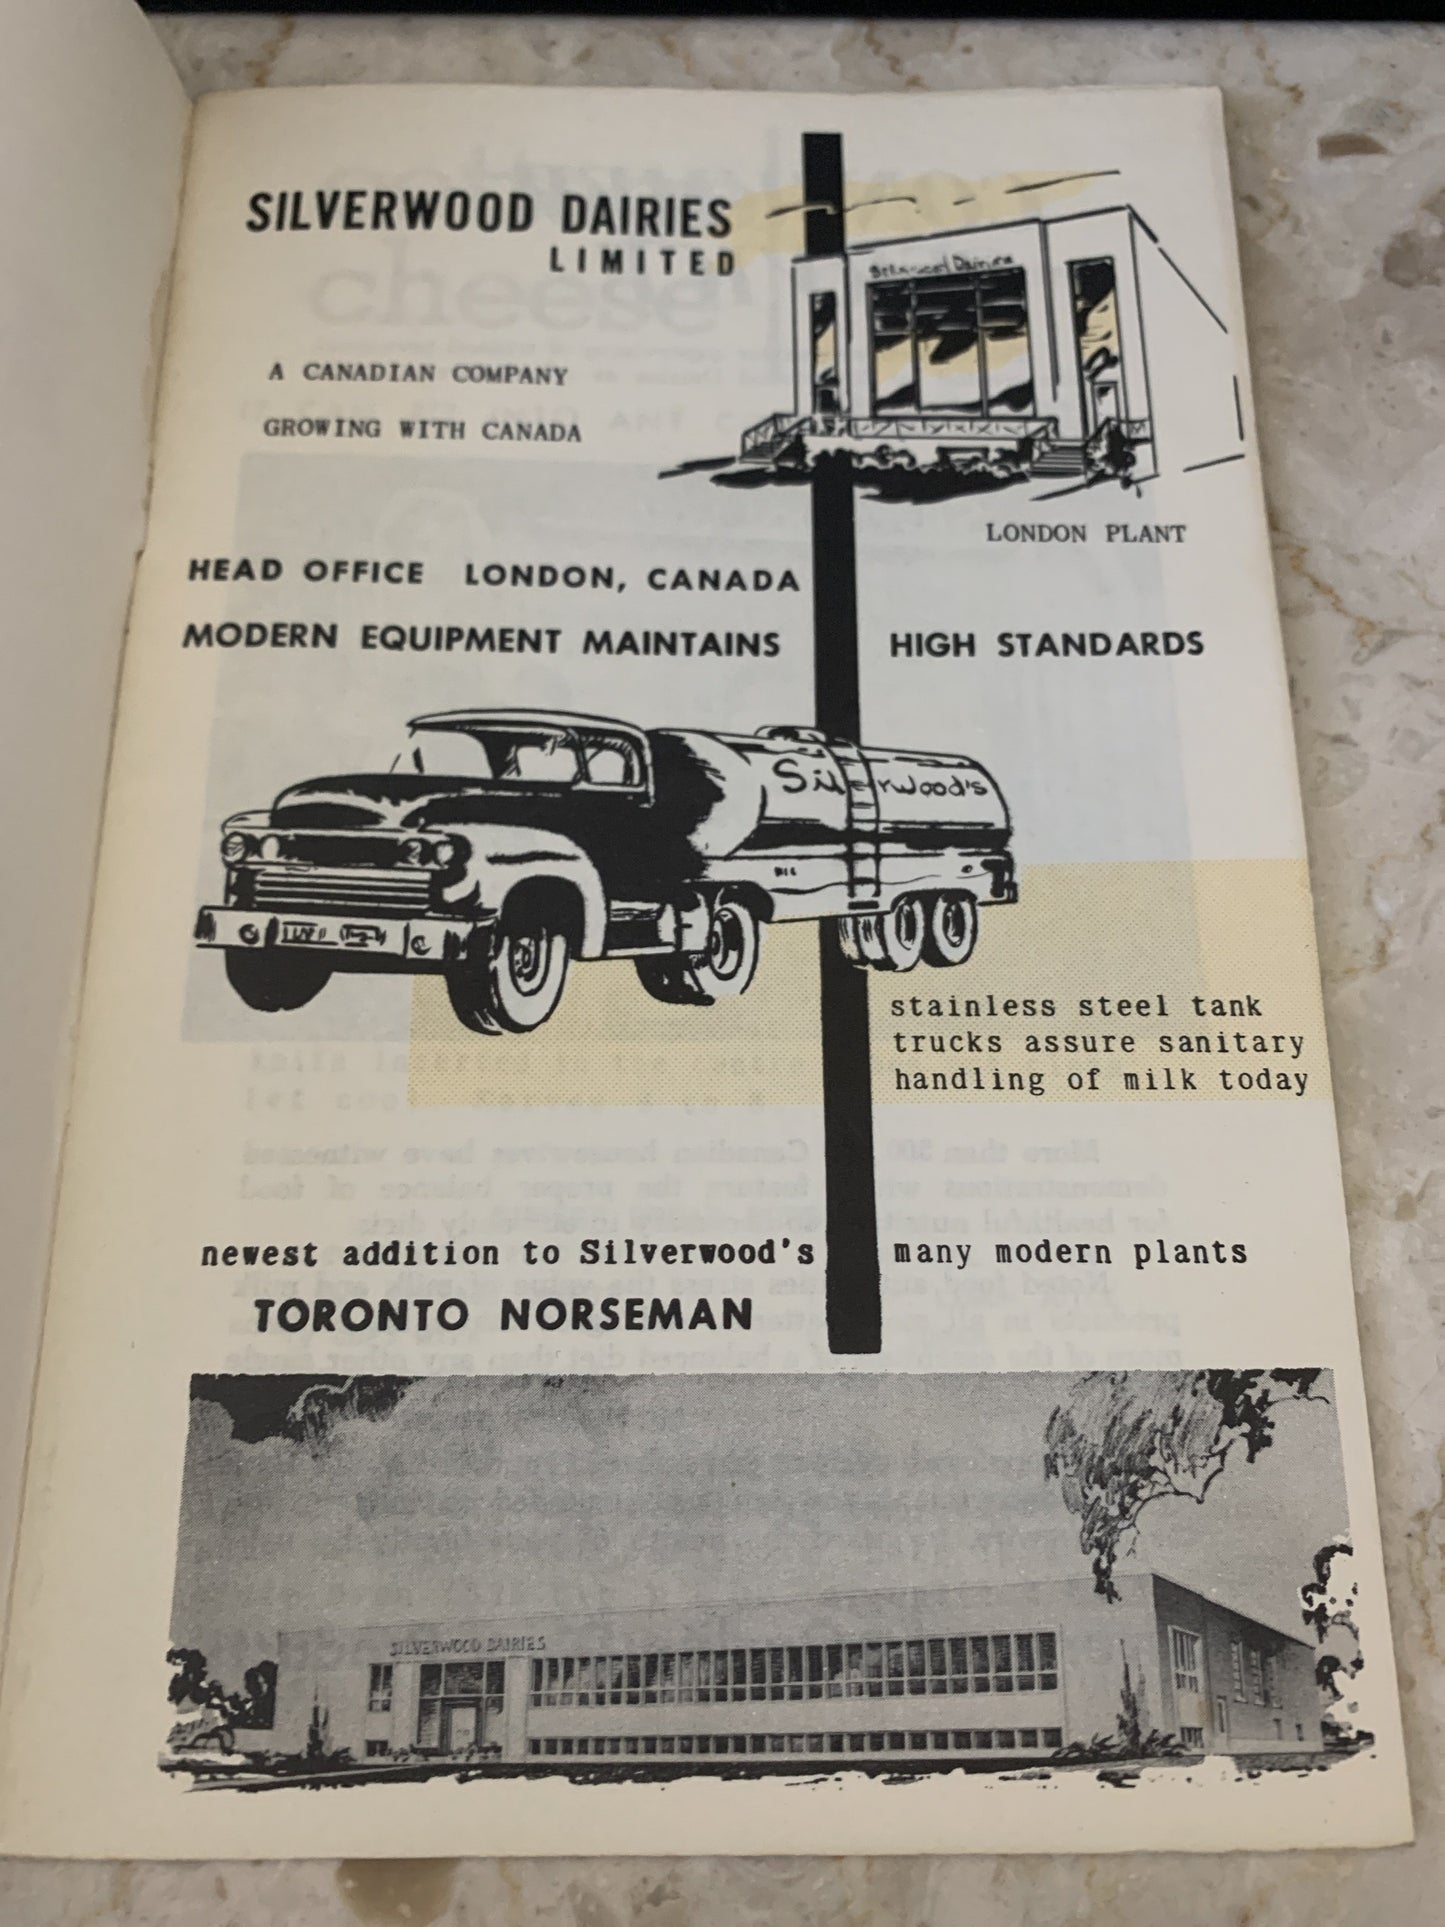 SILVERWOOD DAIRIES
LIMITED
A CANADIAN COMPANY
GROWING WITH CANADA
LONDON PLANT
HEAD OFFICE LONDON, CANADA
MODERN EQUIPMENT MAINTAINS HIGH STANDARDS
Silverwood's
stainless steel tank
trucks assure sanitary
handling of milk today
newest addition to Silverwood's many modern plants
TORONTO NORSEMAN
SILVERWOOD DAIRIES